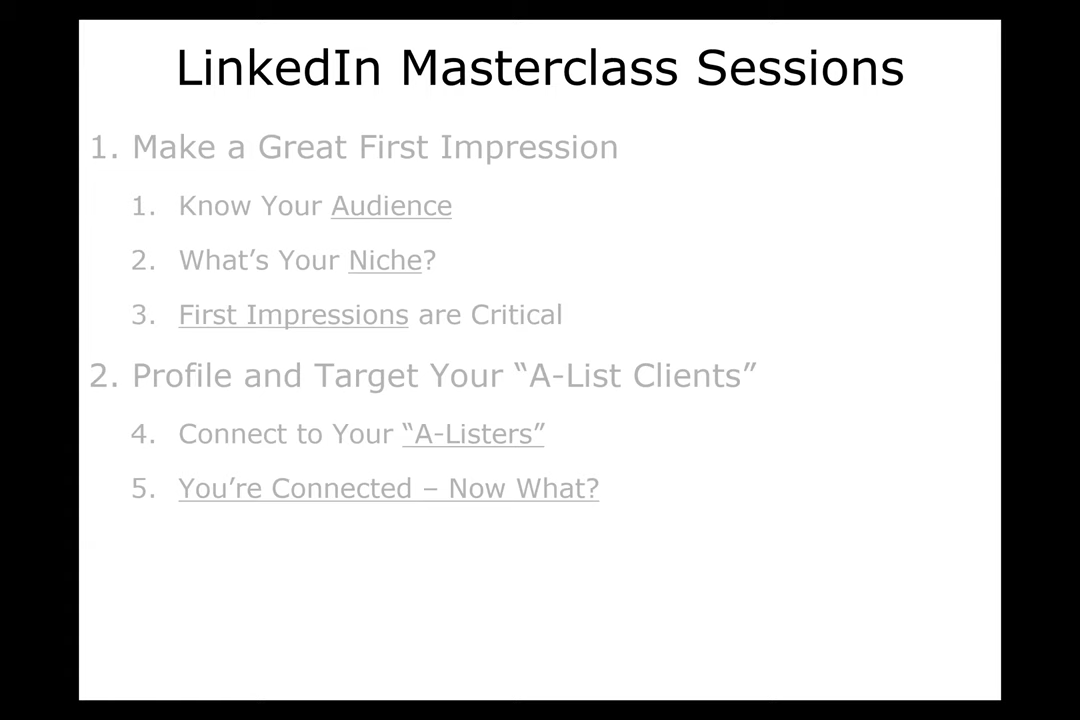 LinkedIn Masterclass Sessions
1. Make a Great First Impression
1. Know Your Audience
2. What’s Your Niche?
3. First Impressions are Critical
2. Profile and Target Your “A-List Clients”
4. Connect to Your “A-Listers”
5. You’re Connected – Now What?